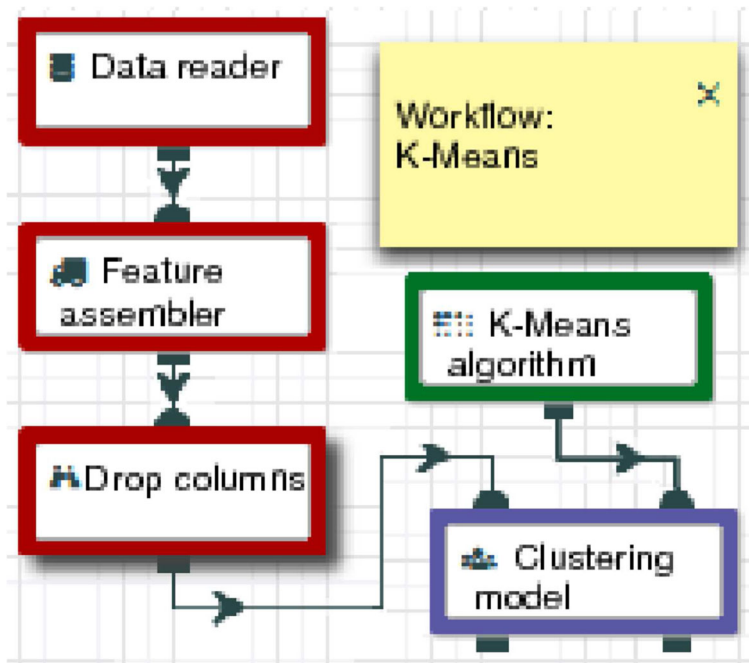 Data reader
Workflow:
K-Means
Feature
assembler
K-Means
algorithm
Drop columns
Clustering
model